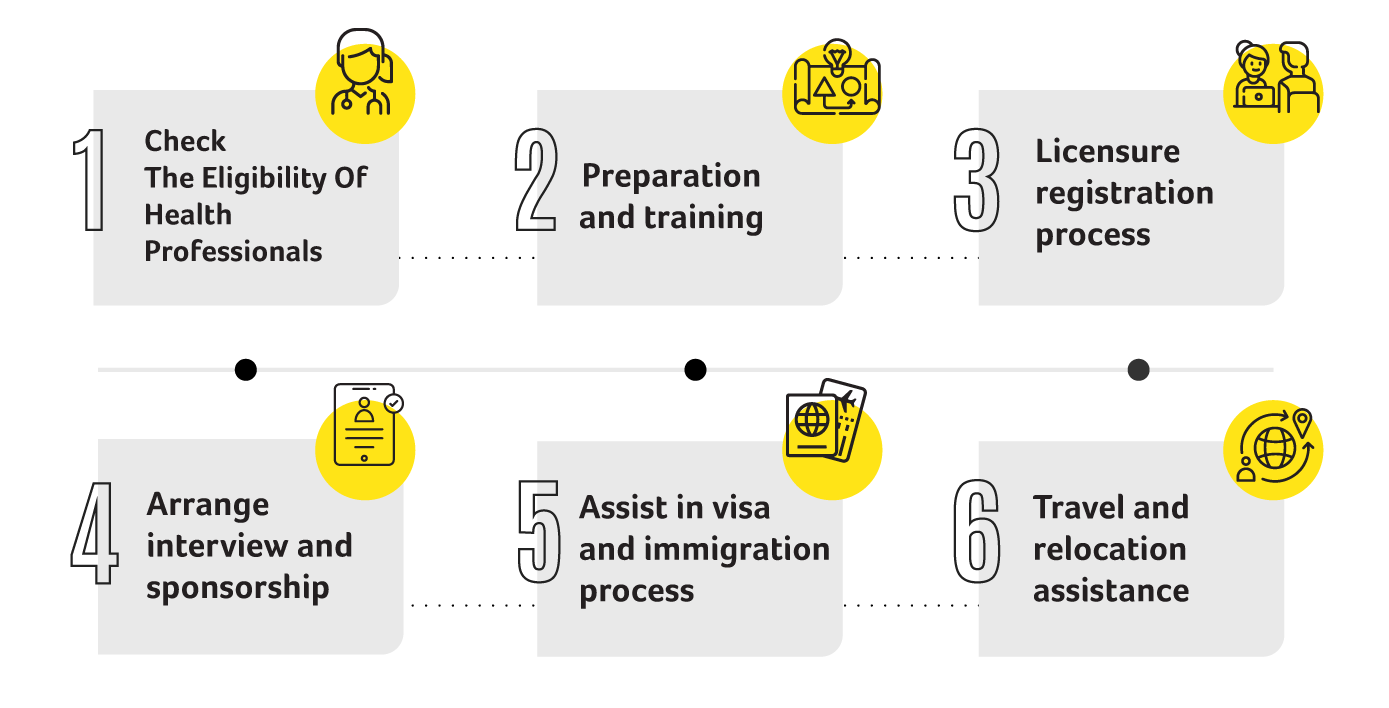 1
Check
The Eligibility Of
Health
Professionals
2
Preparation
and training
3
Licensure
registration
process
4
Arrange
interview and
sponsorship
5
Assist in visa
and immigration
process
6
Travel and
relocation
assistance